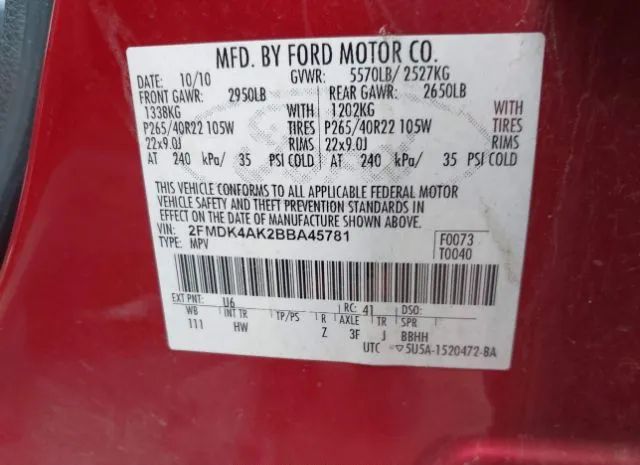 MFD. BY FORD MOTOR CO.
DATE: 10/10 GVWR: 5570LB/ 2527KG
FRONT GAWR: 2950LB REAR GAWR: 2650LB
1338KG 1202KG WITH
P265/40R22 105W TIRES P265/40R22 105W TIRES
22x9.0J RIMS 22x9.0J RIMS
AT 240 kPa/ 35 PSI COLD AT 240 kPa/ 35 PSI COLD
THIS VEHICLE CONFORMS TO ALL APPLICABLE FEDERAL MOTOR
VEHICLE SAFETY AND THEFT PREVENTION STANDARDS IN
EFFECT ON THE DATE OF MANUFACTURE SHOWN ABOVE.
VIN: 2FMDK4AK2BBA45781 F0073
TYPE: MPV T0040
EXT PNT: U6 RC: 41 DSO:
WB INT TR TP/PS R AXLE TR SPR
111 HW Z 3F J BBHH
UTC 5U5A-1520472-BA